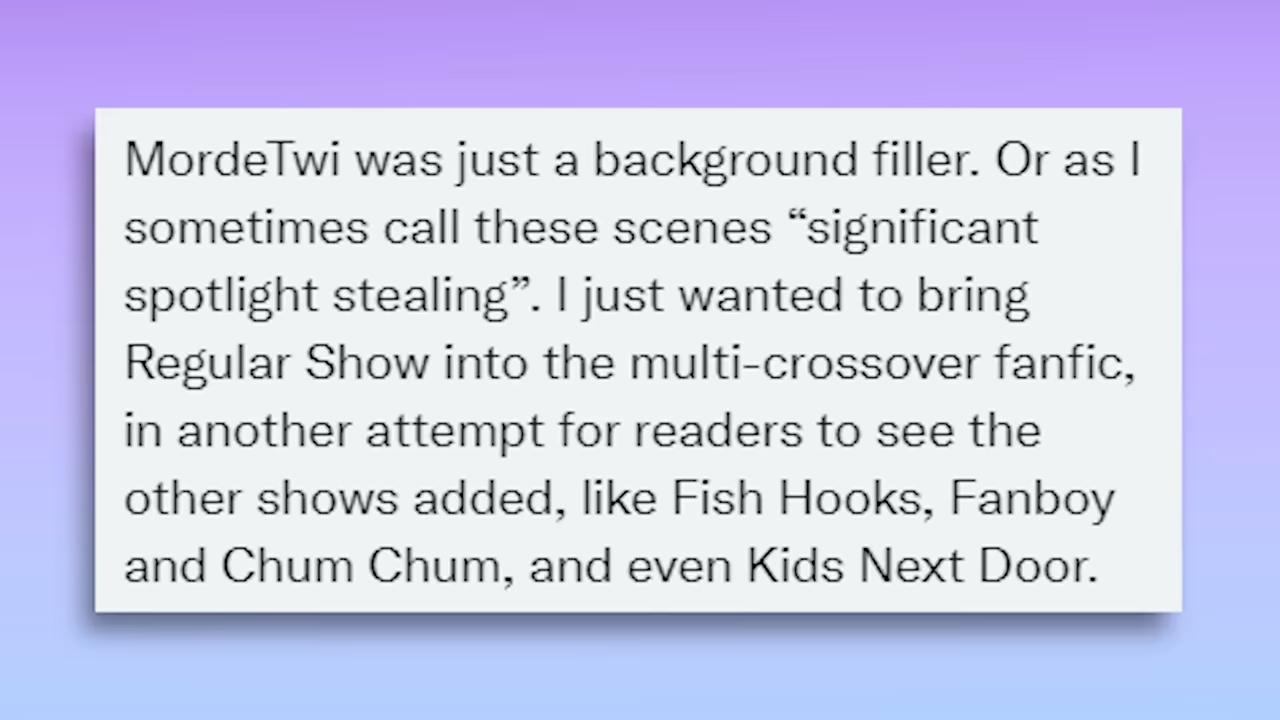 MordeTwi was just a background filler. Or as I
sometimes call these scenes “significant
spotlight stealing”. I just wanted to bring
Regular Show into the multi-crossover fanfic,
in another attempt for readers to see the
other shows added, like Fish Hooks, Fanboy
and Chum Chum, and even Kids Next Door.